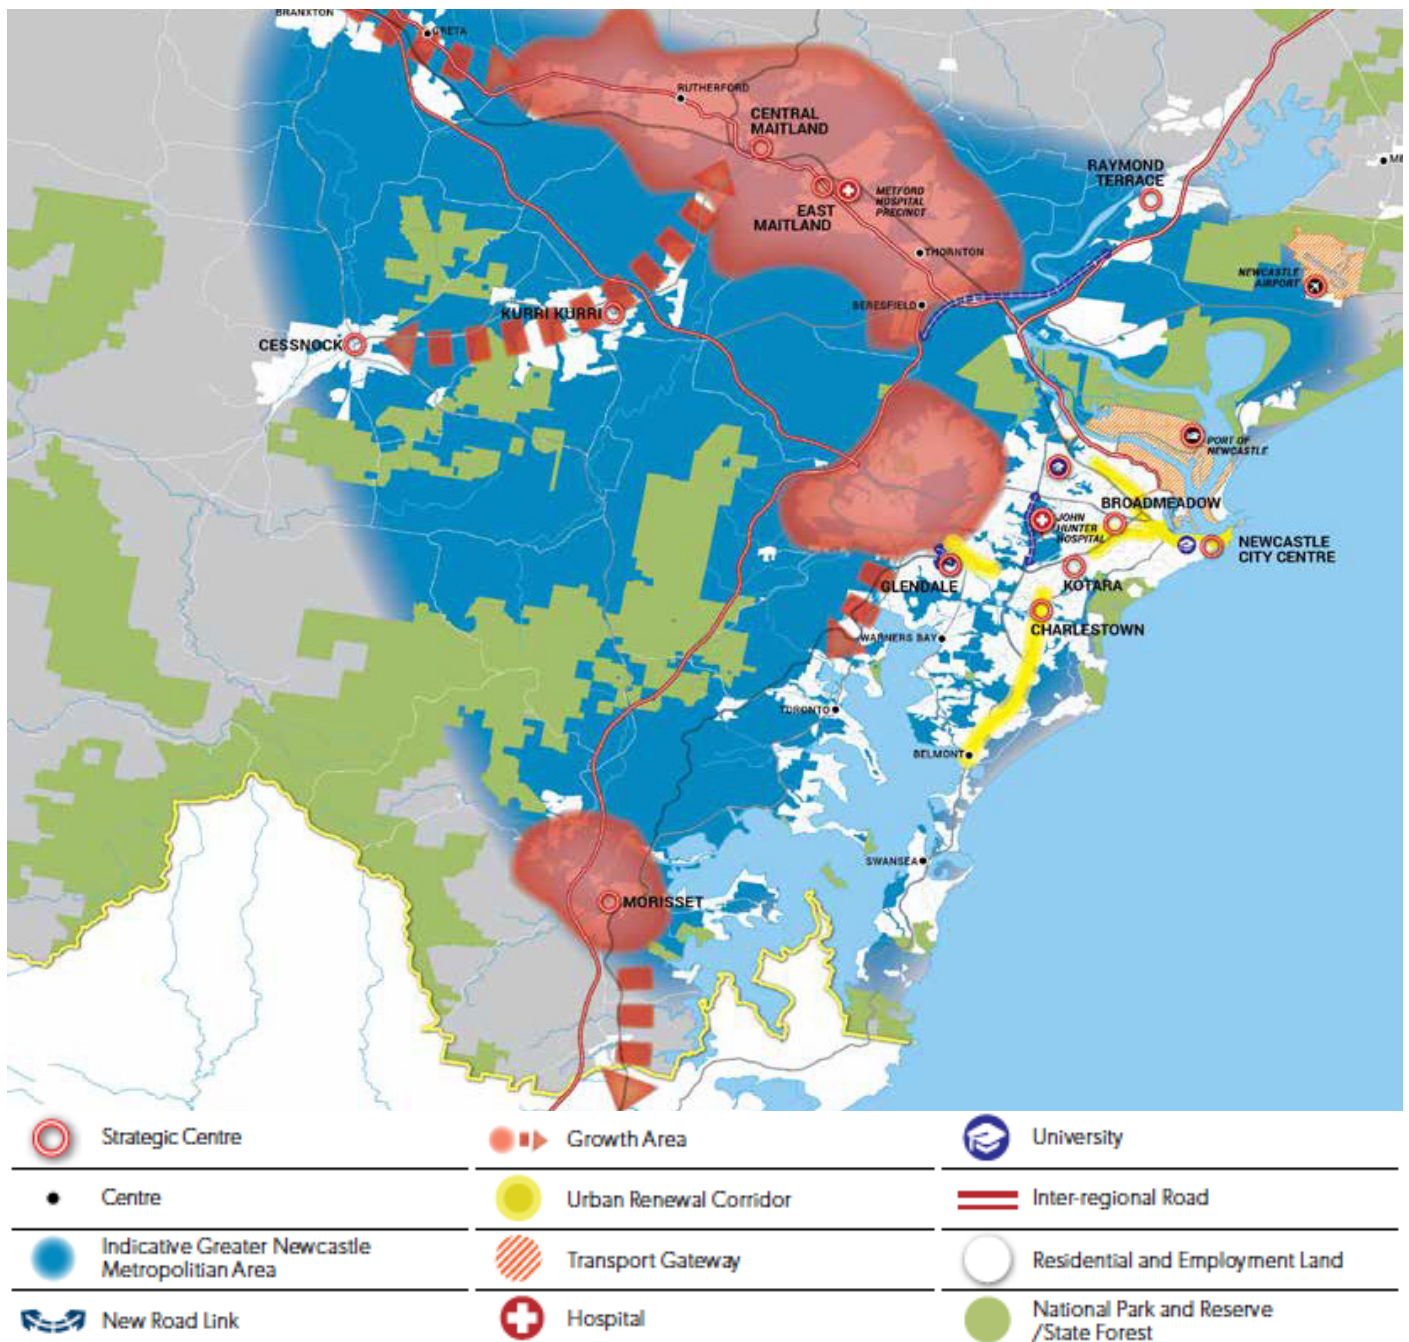 BRANXTON
GRETA
RUTHERFORD
CENTRAL
MAITLAND
RAYMOND
TERRACE
METFORD
HOSPITAL
PRECINCT
EAST
MAITLAND
THORNTON
NEWCASTLE
AIRPORT
BERESFIELD
KURRI KURRI
CESSNOCK
PORT OF
NEWCASTLE
BROADMEADOW
JOHN
HUNTER
HOSPITAL
NEWCASTLE
CITY CENTRE
GLENDALE
KOTARA
CHARLESTOWN
WARNERS BAY
TORONTO
BELMONT
SWANSEA
MORISSET
Strategic Centre
Growth Area
University
Centre
Urban Renewal Corridor
Inter-regional Road
Indicative Greater Newcastle
Metropolitian Area
Transport Gateway
Residential and Employment Land
New Road Link
Hospital
National Park and Reserve
/State Forest